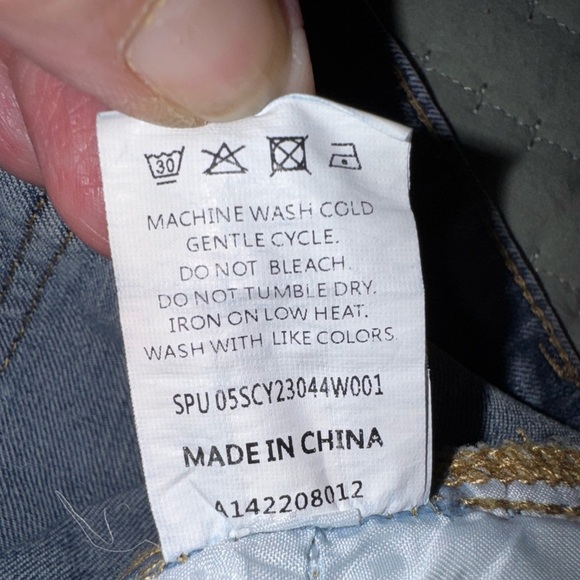 30
MACHINE WASH COLD
GENTLE CYCLE.
DO NOT BLEACH.
DO NOT TUMBLE DRY.
IRON ON LOW HEAT.
WASH WITH LIKE COLORS
SPU 05SCY23044W001
MADE IN CHINA
A142208012